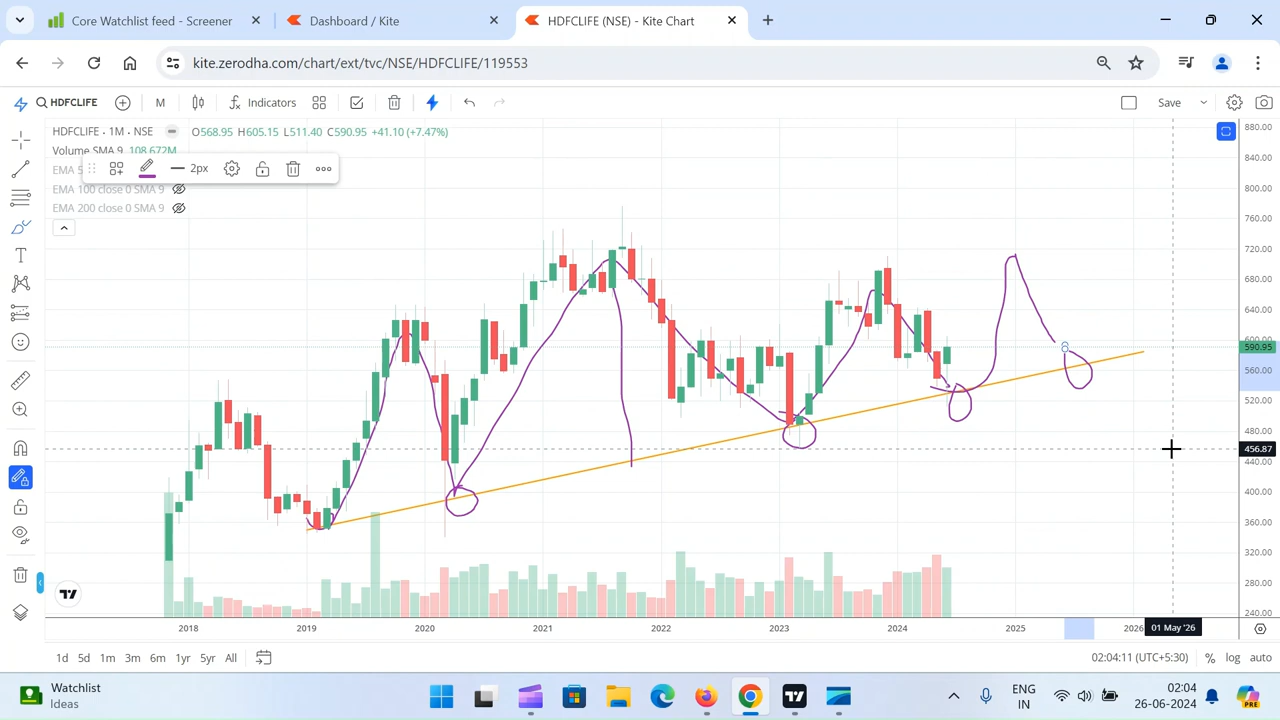 Core Watchlist feed - Screener
Dashboard / Kite
HDFCLIFE (NSE) - Kite Chart
kite.zerodha.com/chart/ext/tvc/NSE/HDFCLIFE/119553
HDFCLIFE
M
Indicators
Save
HDFCLIFE · 1M · NSE
O568.95 H605.15 L511.40 C590.95 +41.10 (+7.47%)
Volume SMA 9 108.672M
EMA 5
2px
EMA 100 close 0 SMA 9
EMA 200 close 0 SMA 9
880.00
840.00
800.00
760.00
720.00
680.00
640.00
600.00
590.95
560.00
520.00
480.00
456.87
440.00
400.00
360.00
320.00
280.00
240.00
2018
2019
2020
2021
2022
2023
2024
2025
2026
01 May '26
1d
5d
1m
3m
6m
1yr
5yr
All
02:04:11 (UTC+5:30)
%
log
auto
Watchlist
Ideas
ENG
IN
02:04
26-06-2024
PRE